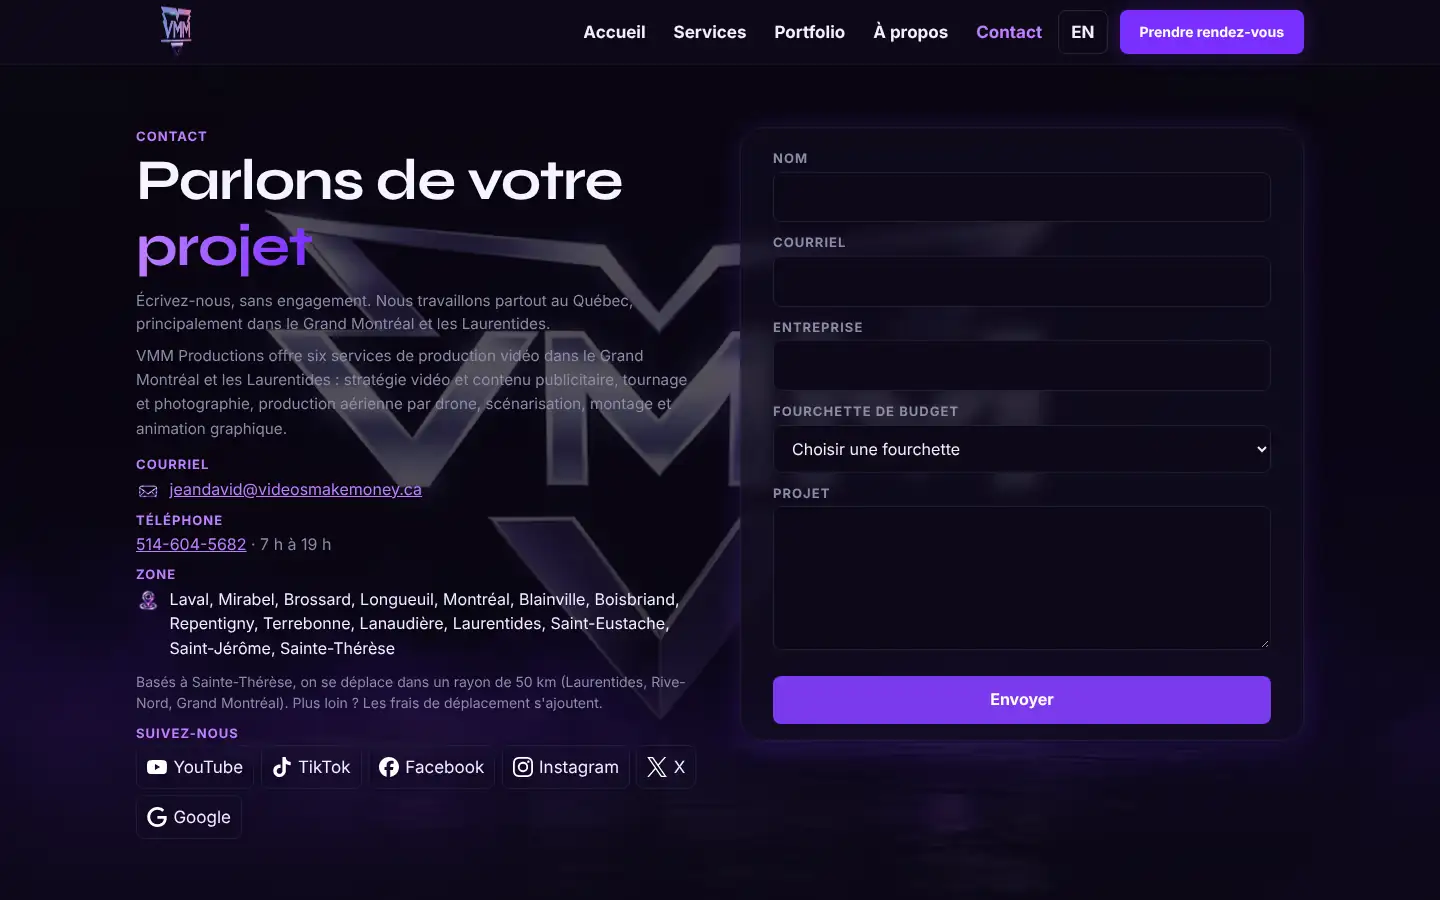 VMM
Accueil
Services
Portfolio
À propos
Contact
EN
Prendre rendez-vous
CONTACT
Parlons de votre
projet
Écrivez-nous, sans engagement. Nous travaillons partout au Québec,
principalement dans le Grand Montréal et les Laurentides.
VMM Productions offre six services de production vidéo dans le Grand
Montréal et les Laurentides : stratégie vidéo et contenu publicitaire, tournage
et photographie, production aérienne par drone, scénarisation, montage et
animation graphique.
COURRIEL
jeandavid@videosmakemoney.ca
TÉLÉPHONE
514-604-5682 · 7 h à 19 h
ZONE
Laval, Mirabel, Brossard, Longueuil, Montréal, Blainville, Boisbriand,
Repentigny, Terrebonne, Lanaudière, Laurentides, Saint-Eustache,
Saint-Jérôme, Sainte-Thérèse
Basés à Sainte-Thérèse, on se déplace dans un rayon de 50 km (Laurentides, Rive-
Nord, Grand Montréal). Plus loin ? Les frais de déplacement s'ajoutent.
SUIVEZ-NOUS
YouTube
TikTok
Facebook
Instagram
X
Google
NOM
COURRIEL
ENTREPRISE
FOURCHETTE DE BUDGET
Choisir une fourchette
PROJET
Envoyer